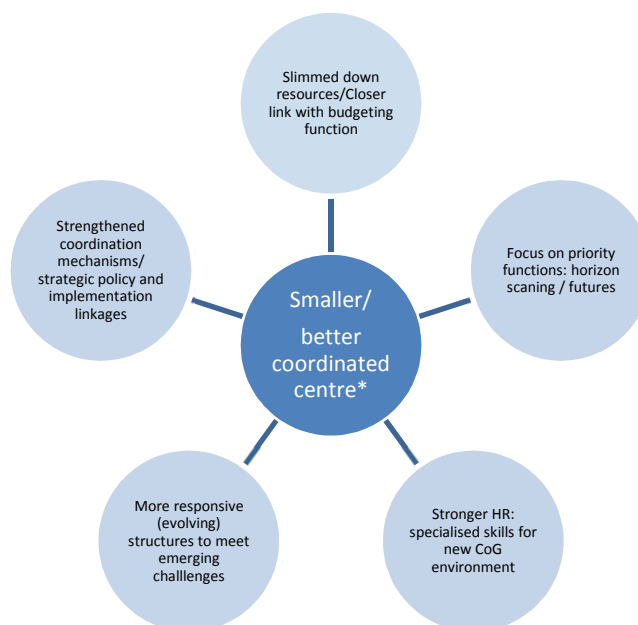 Slimmed down
resources/Closer
link with budgeting
function
Strengthened
coordination
mechanisms/
strategic policy and
implementation
linkages
Focus on priority
functions: horizon
scaning / futures
Smaller/
better
coordinated
centre*
More responsive
(evolving)
structures to meet
emerging
challlenges
Stronger HR:
specialised skills for
new CoG
environment